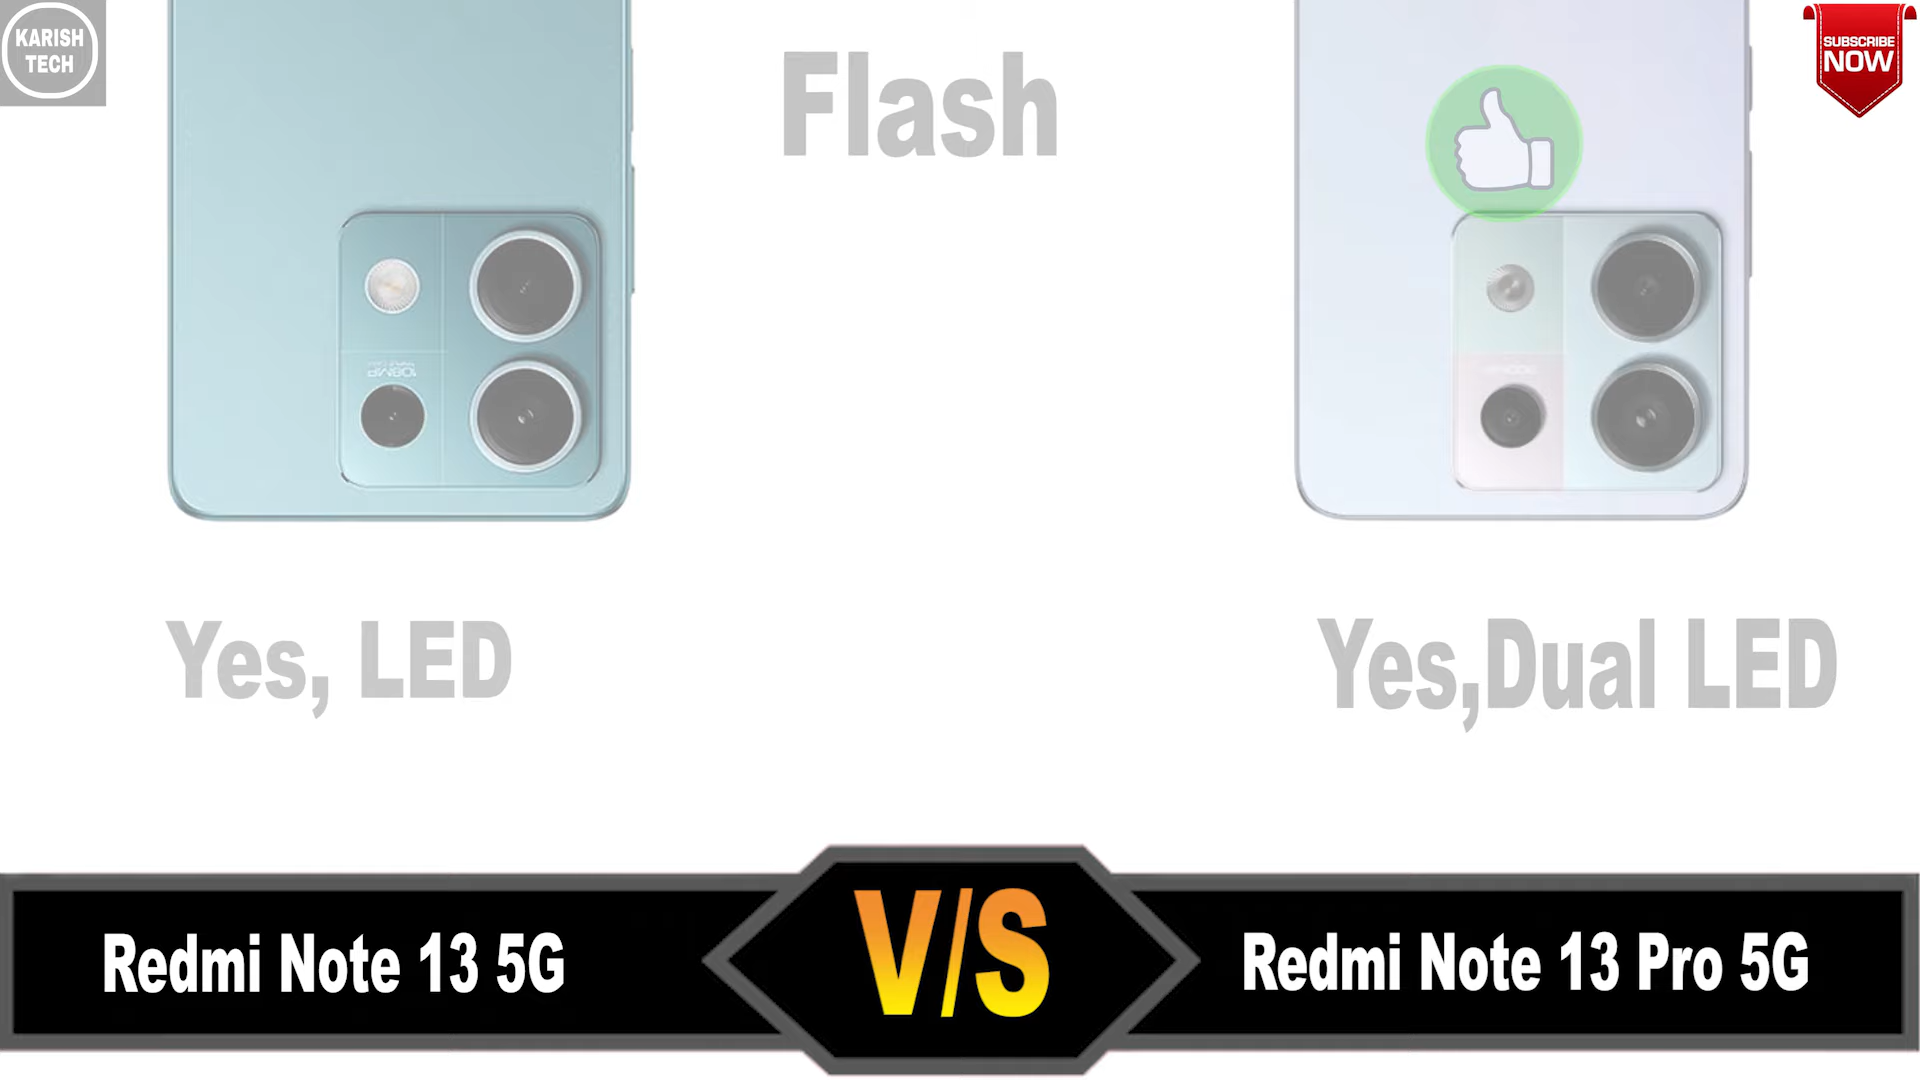 KARISH
TECH
Flash
SUBSCRIBE
NOW
108MP
Yes, LED
Yes,Dual LED
Redmi Note 13 5G
V/S
Redmi Note 13 Pro 5G